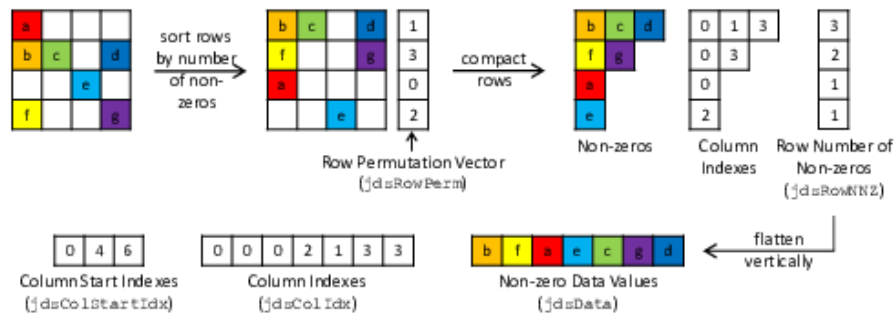 a
b c d
e
f g
sort rows
by number
of non-
zeros
b c d
f g
a
e
1
3
0
2
Row Permutation Vector
(jdsRowPerm)
compact
rows
b c d
f g
a
e
Non-zeros
0 1 3
0 3
0
2
Column
Indexes
3
2
1
1
Row Number of
Non-zeros
(jdsRowNNZ)
flatten
vertically
0 4 6
Column Start Indexes
(jdsColStartIdx)
0 0 0 2 1 3 3
Column Indexes
(jdsColIdx)
b f a e c g d
Non-zero Data Values
(jdsData)